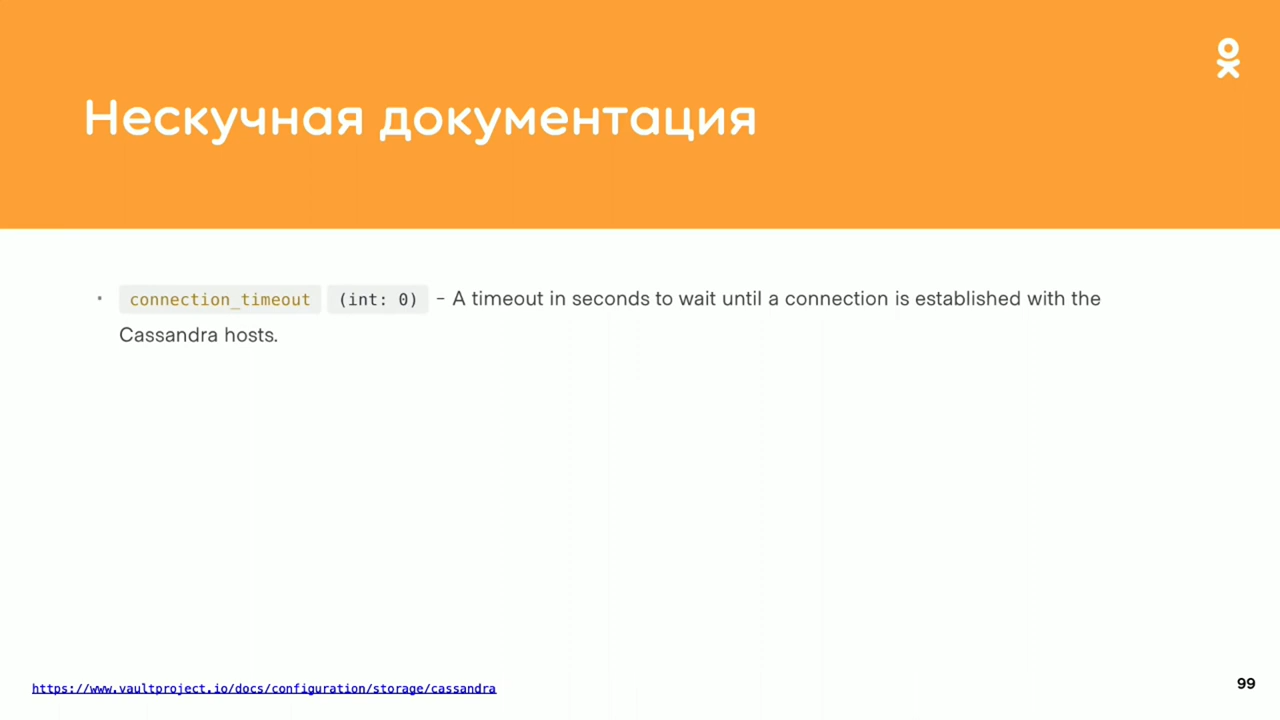 Нескучная документация
connection_timeout (int: 0) – A timeout in seconds to wait until a connection is established with the
Cassandra hosts.
https://www.vaultproject.io/docs/configuration/storage/cassandra
99